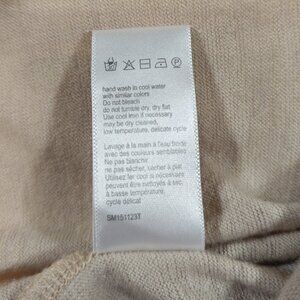 hand wash in cool water
with similar colors
Do not bleach
do not tumble dry, dry flat
Use cool iron if necessary
may be dry cleaned,
low temperature, delicate cycle
Lavage à la main à l'eau froide
avec des couleurs semblables
Ne pas blanchir,
ne pas sécher, sécher à plat
Utilisez fer cool si nécessaire
peuvent être nettoyés à sec,
à basse température,
cycle délicat
SM151123T